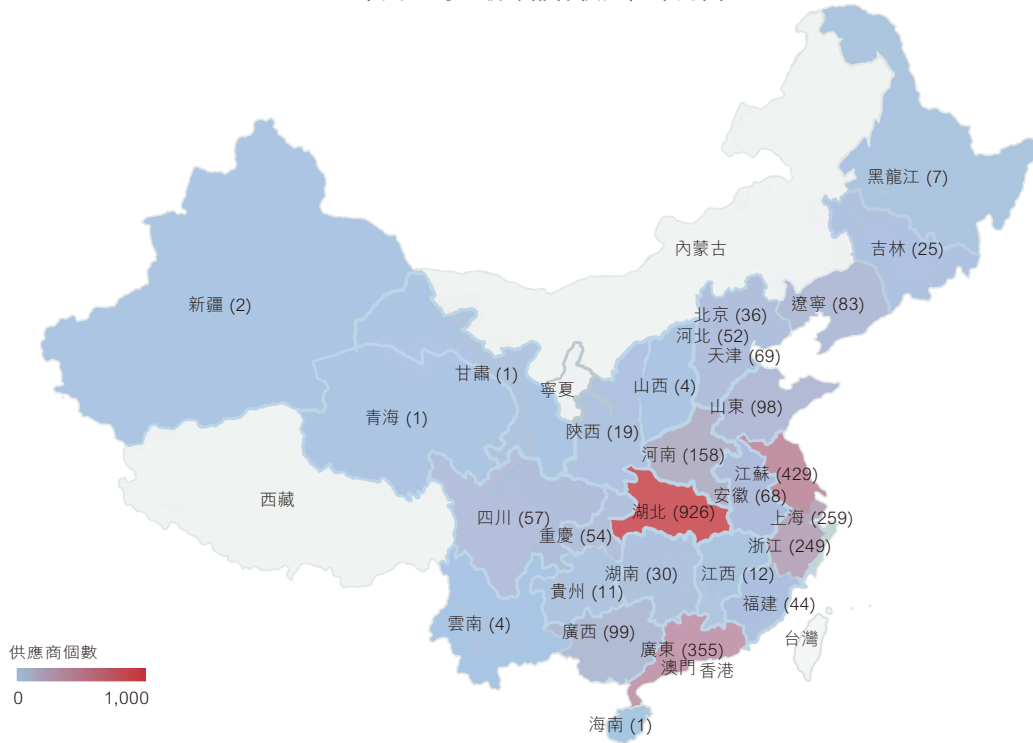 黑龍江 (7)
吉林 (25)
內蒙古
遼寧 (83)
新疆 (2)
北京 (36)
河北 (52)
天津 (69)
甘肅 (1)
寧夏
山西 (4)
山東 (98)
青海 (1)
陝西 (19)
河南 (158)
江蘇 (429)
安徽 (68)
西藏
四川 (57)
湖北 (926)
上海 (259)
重慶 (54)
浙江 (249)
湖南 (30)
江西 (12)
貴州 (11)
福建 (44)
雲南 (4)
廣西 (99)
廣東 (355)
台灣
澳門 香港
海南 (1)
供應商個數
0 1,000